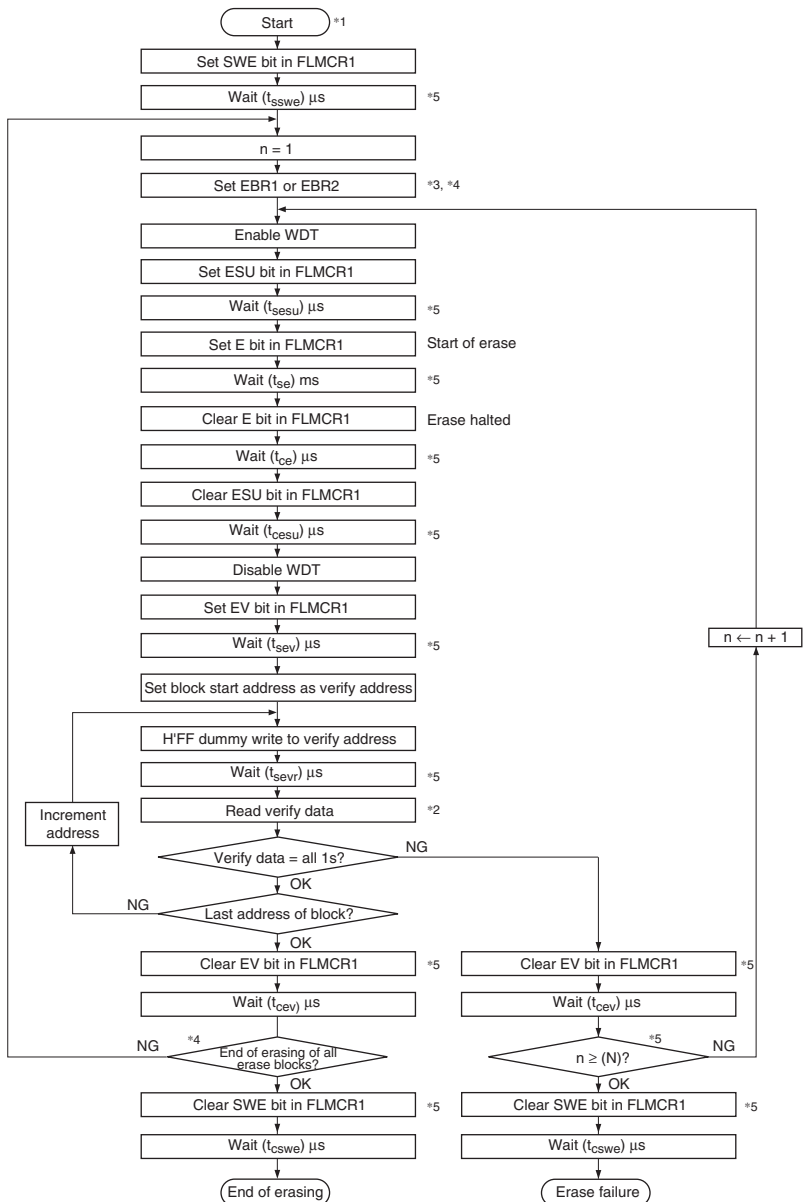 Start *1
Set SWE bit in FLMCR1
Wait (tsswe) μs *5
n = 1
Set EBR1 or EBR2 *3, *4
Enable WDT
Set ESU bit in FLMCR1
Wait (tsesu) μs *5
Set E bit in FLMCR1 Start of erase
Wait (tse) ms *5
Clear E bit in FLMCR1 Erase halted
Wait (tce) μs *5
Clear ESU bit in FLMCR1
Wait (tcesu) μs *5
Disable WDT
Set EV bit in FLMCR1
Wait (tsev) μs *5
n ← n + 1
Set block start address as verify address
H'FF dummy write to verify address
Wait (tsevr) μs *5
Read verify data *2
Increment
address
Verify data = all 1s?
NG
OK
NG
Last address of block?
OK
Clear EV bit in FLMCR1 *5
Clear EV bit in FLMCR1 *5
Wait (tcev) μs
Wait (tcev) μs
*4
NG
End of erasing of all
erase blocks?
*5
n ≥ (N)?
NG
OK
OK
Clear SWE bit in FLMCR1 *5
Clear SWE bit in FLMCR1 *5
Wait (tcswe) μs
Wait (tcswe) μs
End of erasing
Erase failure